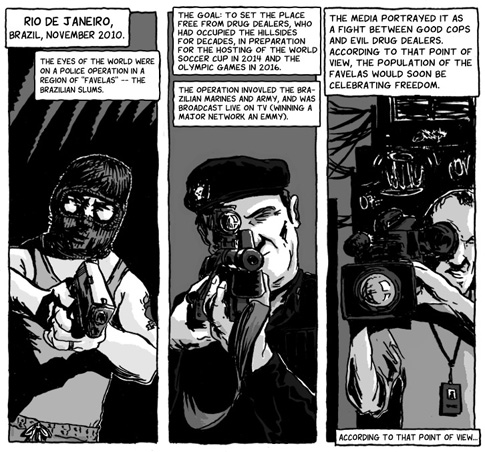 RIO DE JANEIRO,
BRAZIL, NOVEMBER 2010.
THE EYES OF THE WORLD WERE
ON A POLICE OPERATION IN A
REGION OF "FAVELAS" -- THE
BRAZILIAN SLUMS.
THE GOAL: TO SET THE PLACE
FREE FROM DRUG DEALERS, WHO
HAD OCCUPIED THE HILLSIDES
FOR DECADES, IN PREPARATION
FOR THE HOSTING OF THE WORLD
SOCCER CUP IN 2014 AND THE
OLYMPIC GAMES IN 2016.
THE OPERATION INVOVLED THE BRA-
ZILIAN MARINES AND ARMY, AND WAS
BROADCAST LIVE ON TV (WINNING A
MAJOR NETWORK AN EMMY).
THE MEDIA PORTRAYED IT AS
A FIGHT BETWEEN GOOD COPS
AND EVIL DRUG DEALERS.
ACCORDING TO THAT POINT OF
VIEW, THE POPULATION OF THE
FAVELAS WOULD SOON BE
CELEBRATING FREEDOM.
ACCORDING TO THAT POINT OF VIEW...